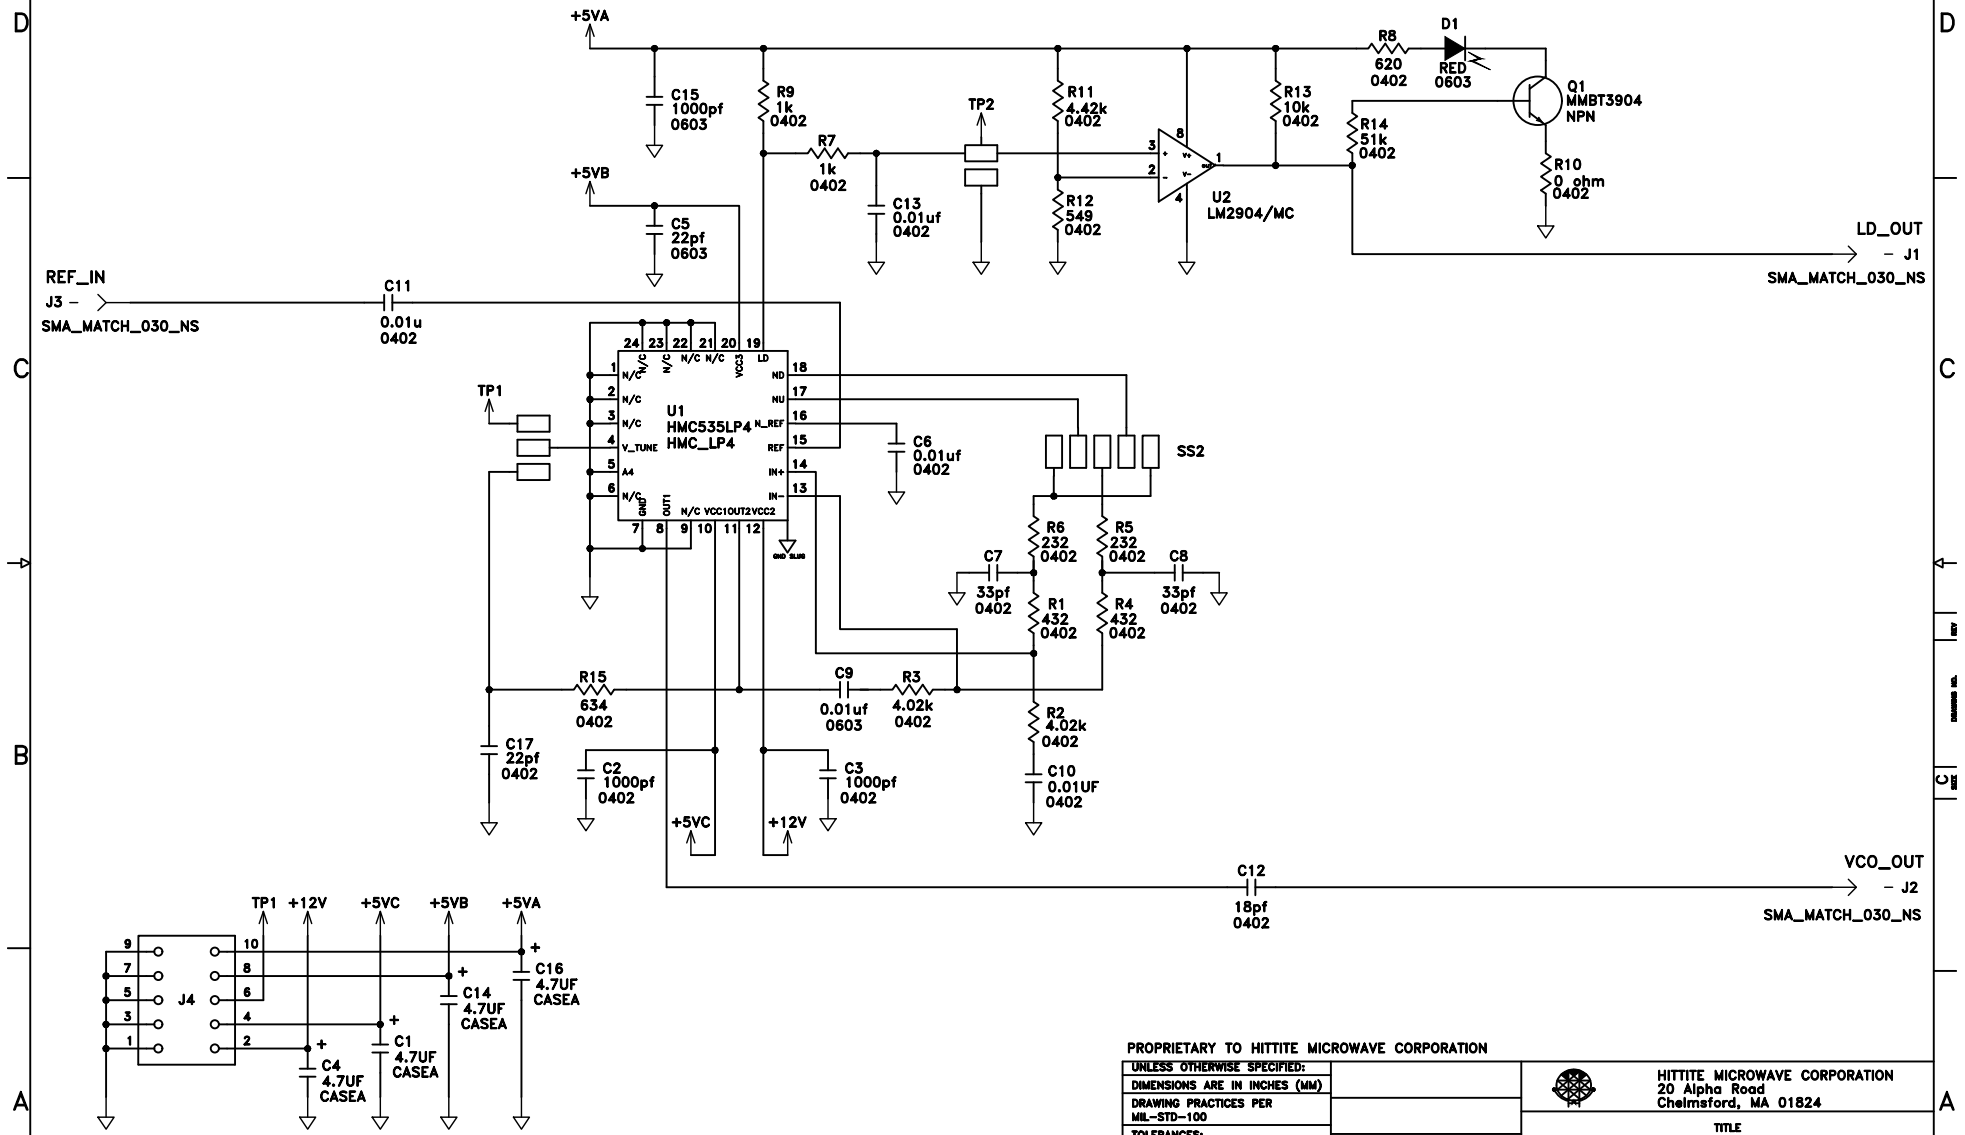 D
+5VA
D1
D
R8
620
0402
RED
0603
C15
1000pf
0603
R9
1k
0402
TP2
R11
4.42k
0402
R13
10k
0402
Q1
MMBT3904
NPN
R14
51k
0402
R7
1k
0402
3
2
8
4
1
+
-
V+
V-
OUT
U2
LM2904/MC
R10
0 ohm
0402
+5VB
C5
22pf
0603
C13
0.01uf
0402
R12
549
0402
LD_OUT
- J1
SMA_MATCH_030_NS
REF_IN
J3 -
SMA_MATCH_030_NS
C11
0.01u
0402
C
C
24 23 22 21 20 19
N/C N/C N/C N/C VCC3 LD
1 N/C
2 N/C
3 N/C
4 V_TUNE
5 A4
6 N/C
U1
HMC535LP4
HMC_LP4
ND 18
NU 17
N_REF 16
REF 15
IN+ 14
IN- 13
GND OUT1 N/C VCC1 OUT2 VCC2
7 8 9 10 11 12
GND SLUG
TP1
C6
0.01uf
0402
SS2
R6
232
0402
R5
232
0402
C7
33pf
0402
C8
33pf
0402
R1
432
0402
R4
432
0402
REV
R15
634
0402
C9
0.01uf
0603
R3
4.02k
0402
R2
4.02k
0402
DRAWING NO.
B
B
C17
22pf
0402
C2
1000pf
0402
C3
1000pf
0402
C10
0.01UF
0402
C
SIZE
+5VC
+12V
C12
18pf
0402
VCO_OUT
- J2
SMA_MATCH_030_NS
TP1 +12V +5VC +5VB +5VA
9 10
7 8
5 J4 6
3 4
1 2
+
C16
4.7UF
CASEA
+
C14
4.7UF
CASEA
+
C1
4.7UF
CASEA
+
C4
4.7UF
CASEA
A
A
PROPRIETARY TO HITTITE MICROWAVE CORPORATION
UNLESS OTHERWISE SPECIFIED:
DIMENSIONS ARE IN INCHES (MM)
DRAWING PRACTICES PER
MIL-STD-100
TOLERANCES:
HITTITE MICROWAVE CORPORATION
20 Alpha Road
Chelmsford, MA 01824
TITLE